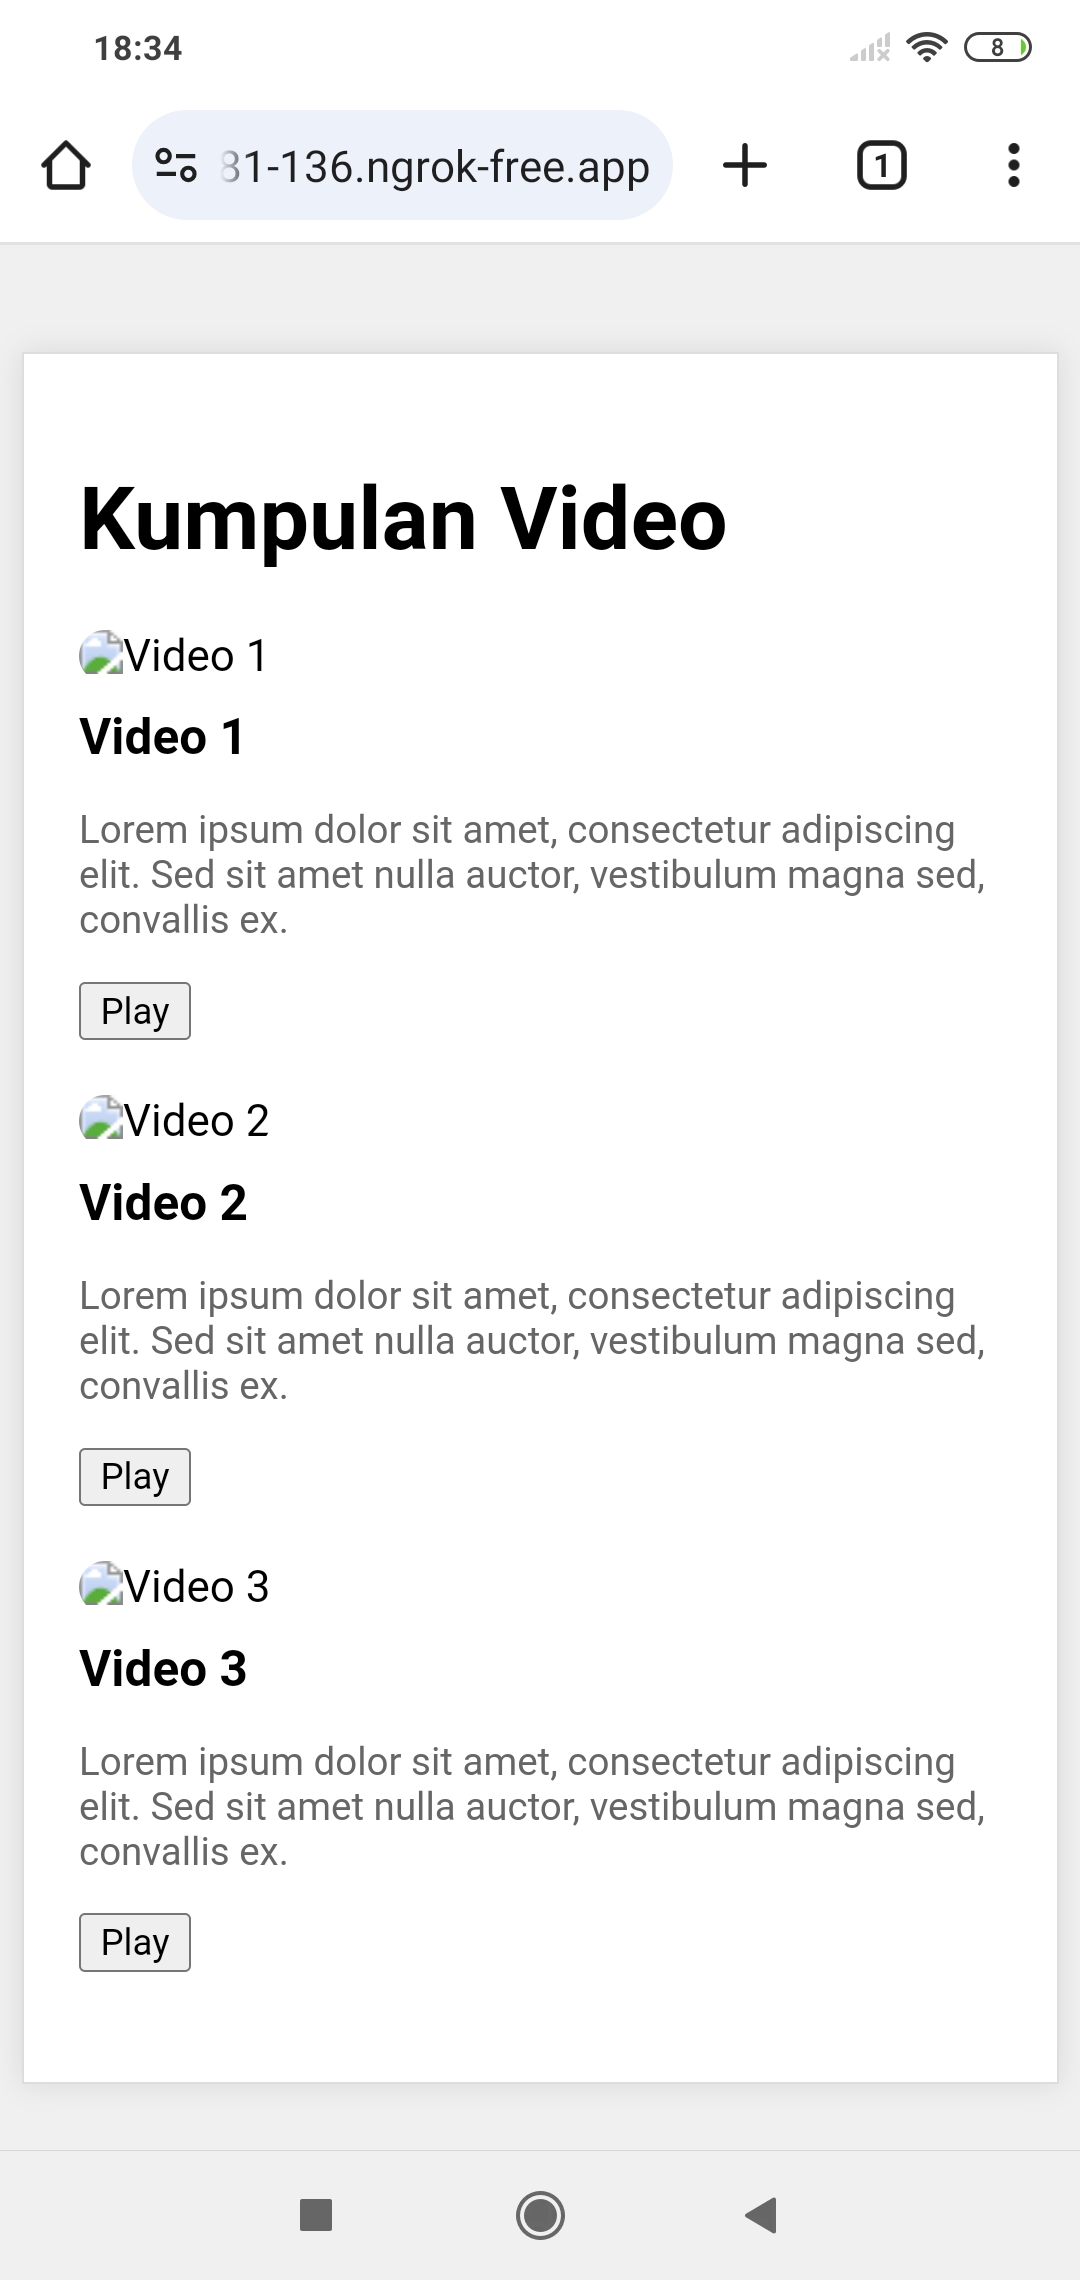 18:34
8
81-136.ngrok-free.app
1
Kumpulan Video
Video 1
Video 1
Lorem ipsum dolor sit amet, consectetur adipiscing
elit. Sed sit amet nulla auctor, vestibulum magna sed,
convallis ex.
Play
Video 2
Video 2
Lorem ipsum dolor sit amet, consectetur adipiscing
elit. Sed sit amet nulla auctor, vestibulum magna sed,
convallis ex.
Play
Video 3
Video 3
Lorem ipsum dolor sit amet, consectetur adipiscing
elit. Sed sit amet nulla auctor, vestibulum magna sed,
convallis ex.
Play